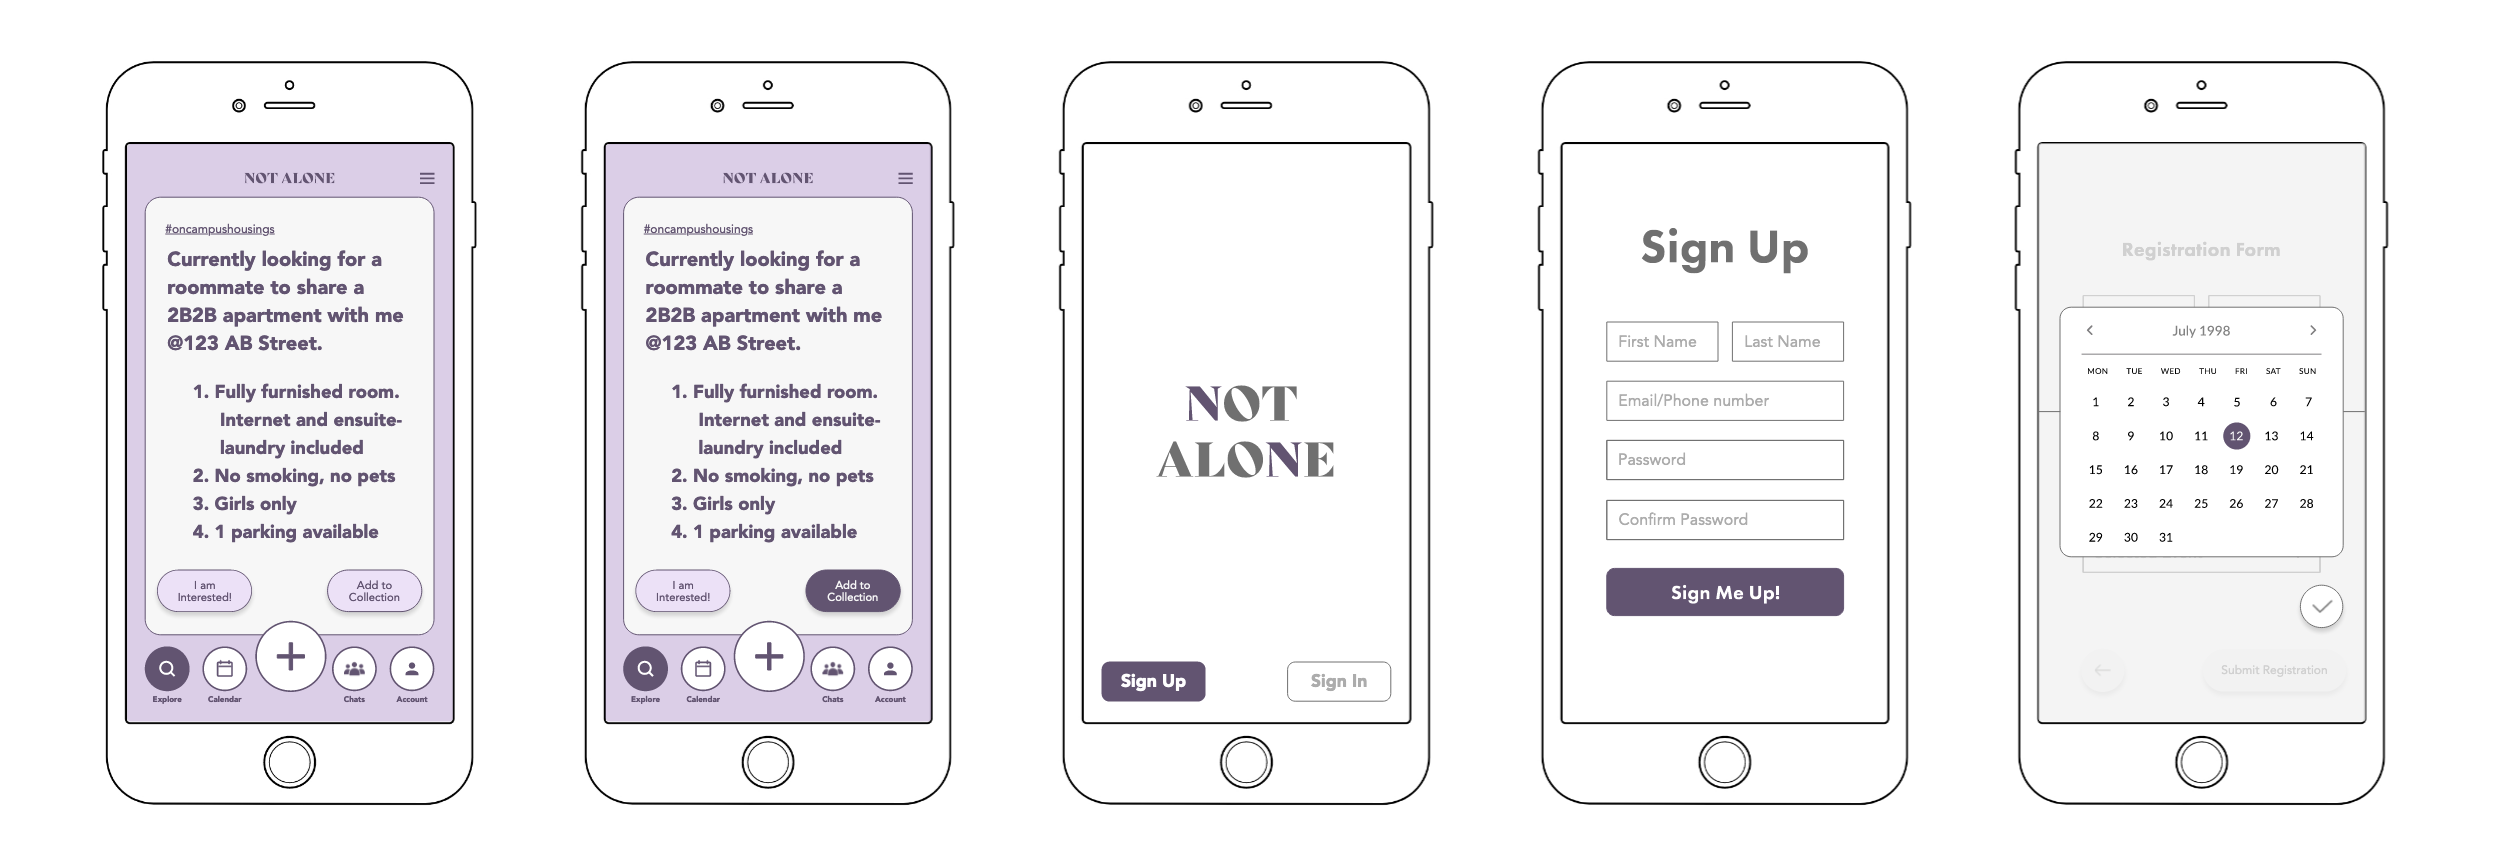 NOT ALONE
#oncampushousings
Currently looking for a
roommate to share a
2B2B apartment with me
@123 AB Street.
1. Fully furnished room.
Internet and ensuite-
laundry included
2. No smoking, no pets
3. Girls only
4. 1 parking available
I am
Interested!
Add to
Collection
Explore
Calendar
Chats
Account
NOT ALONE
#oncampushousings
Currently looking for a
roommate to share a
2B2B apartment with me
@123 AB Street.
1. Fully furnished room.
Internet and ensuite-
laundry included
2. No smoking, no pets
3. Girls only
4. 1 parking available
I am
Interested!
Add to
Collection
Explore
Calendar
Chats
Account
NOT
ALONE
Sign Up
Sign In
Sign Up
First Name
Last Name
Email/Phone number
Password
Confirm Password
Sign Me Up!
Registration Form
July 1998
MON TUE WED THU FRI SAT SUN
1 2 3 4 5 6 7
8 9 10 11 12 13 14
15 16 17 18 19 20 21
22 23 24 25 26 27 28
29 30 31
Submit Registration